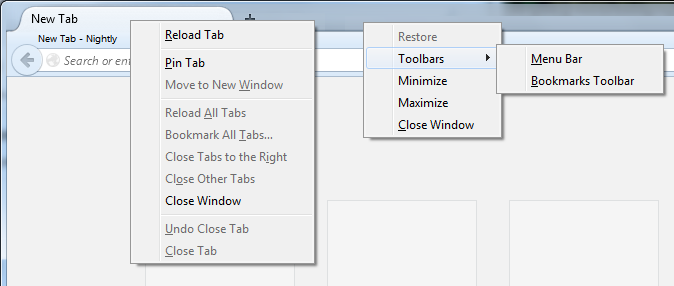 New Tab
New Tab - Nightly
Search or ente
Reload Tab
Pin Tab
Move to New Window
Reload All Tabs
Bookmark All Tabs...
Close Tabs to the Right
Close Other Tabs
Close Window
Undo Close Tab
Close Tab
Restore
Toolbars
Minimize
Maximize
Close Window
Menu Bar
Bookmarks Toolbar